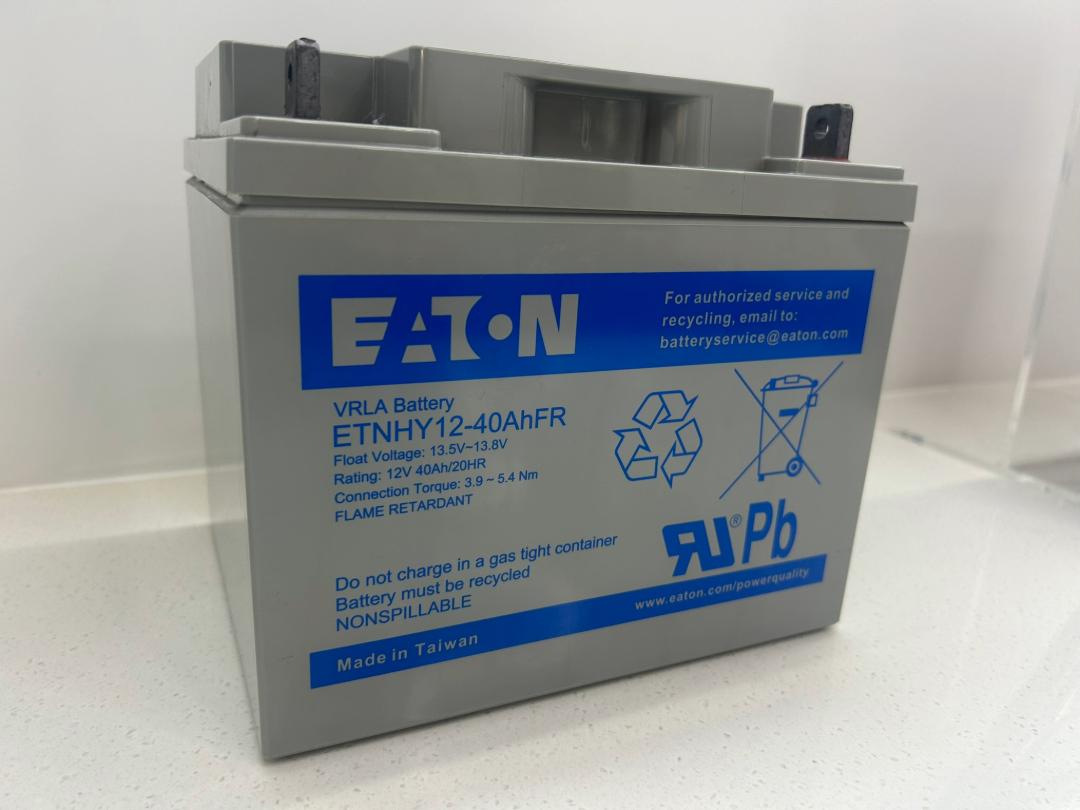 EATON
For authorized service and
recycling, email to:
batteryservice@eaton.com
VRLA Battery
ETNHY12-40AhFR
Float Voltage: 13.5V~13.8V
Rating: 12V 40Ah/20HR
Connection Torque: 3.9 ~ 5.4 Nm
FLAME RETARDANT
Do not charge in a gas tight container
Battery must be recycled
NONSPILLABLE
RU® Pb
www.eaton.com/powerquality
Made in Taiwan